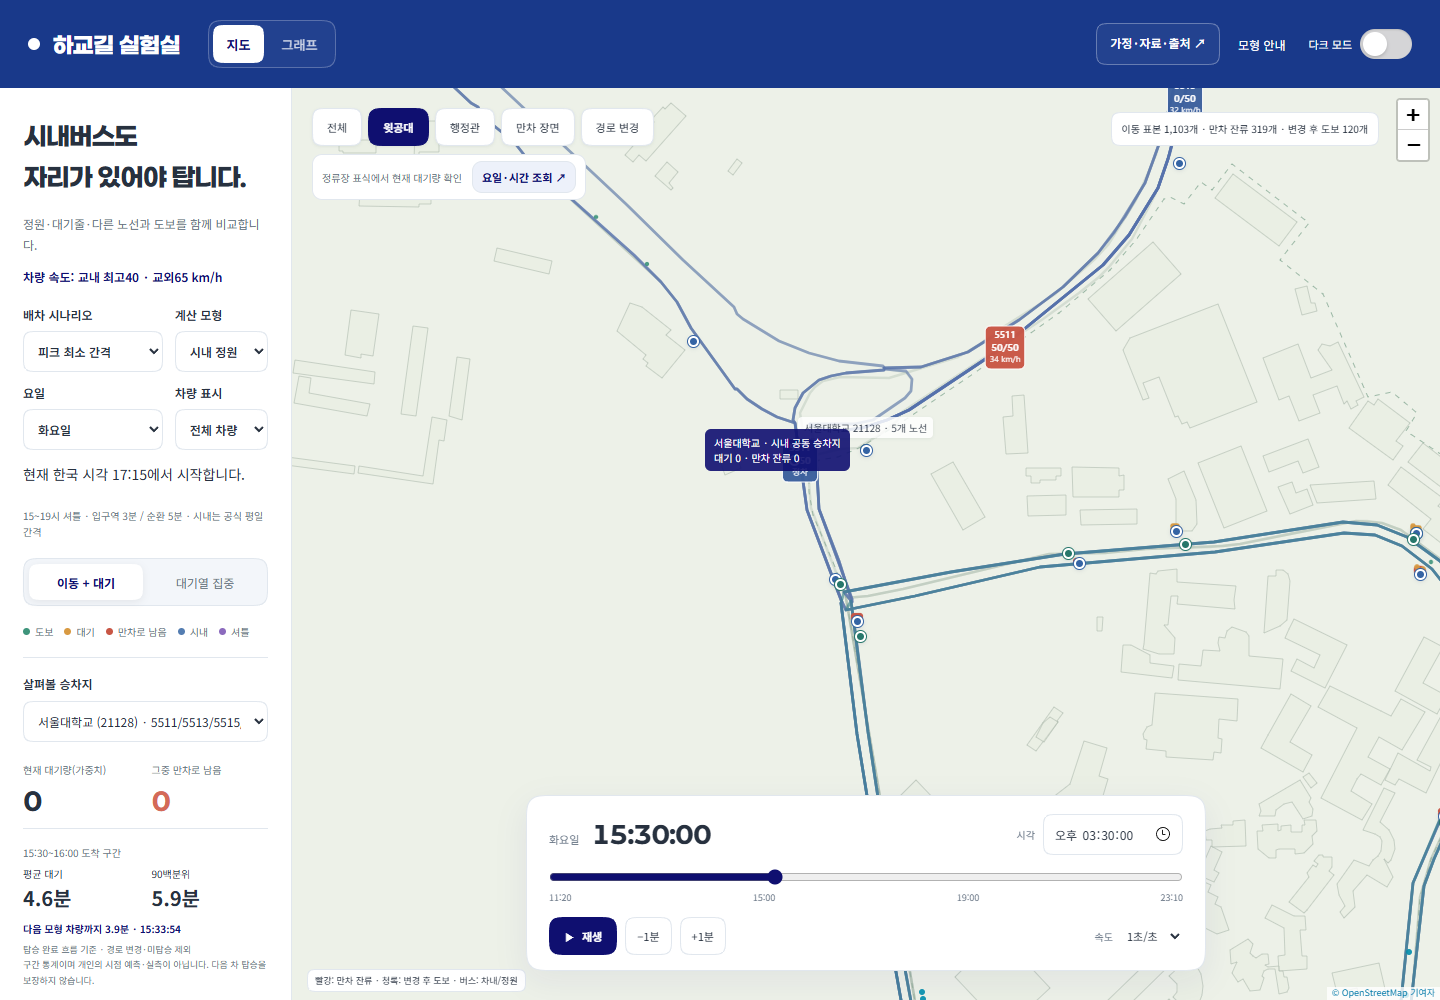 하교길 실험실
지도
그래프
가정·자료·출처 ↗
모형 안내
다크 모드
시내버스도
자리가 있어야 탑니다.
정원·대기줄·다른 노선과 도보를 함께 비교합니
다.
차량 속도: 교내 최고40 · 교외65 km/h
배차 시나리오
계산 모형
피크 최소 간격
시내 정원
요일
차량 표시
화요일
전체 차량
현재 한국 시각 17:15에서 시작합니다.
15~19시 셔틀 · 입구역 3분 / 순환 5분 · 시내는 공식 평일
간격
이동 + 대기
대기열 집중
도보
대기
만차로 남음
시내
셔틀
살펴볼 승차지
서울대학교 (21128) · 5511/5513/5515,
현재 대기량(가중치)
그중 만차로 남음
0
0
15:30~16:00 도착 구간
평균 대기
90백분위
4.6분
5.9분
다음 모형 차량까지 3.9분 · 15:33:54
탑승 완료 흐름 기준 · 경로 변경·미탑승 제외
구간 통계이며 개인의 시점 예측·실측이 아닙니다. 다음 차 탑승을
보장하지 않습니다.
전체
윗공대
행정관
만차 장면
경로 변경
정류장 표식에서 현재 대기량 확인
요일·시간 조회 ↗
0/50
32 km/h
이동 표본 1,103개 · 만차 잔류 319개 · 변경 후 도보 120개
+
−
5511
50/50
34 km/h
서울대학교 21128 · 5개 노선
서울대학교 · 시내 공동 승차지
대기 0 · 만차 잔류 0
정차
화요일
15:30:00
시각
오후 03:30:00
11:20
15:00
19:00
23:10
▶ 재생
−1분
+1분
속도
1초/초
빨강: 만차 잔류 · 청록: 변경 후 도보 · 버스: 차내/정원
© OpenStreetMap 기여자